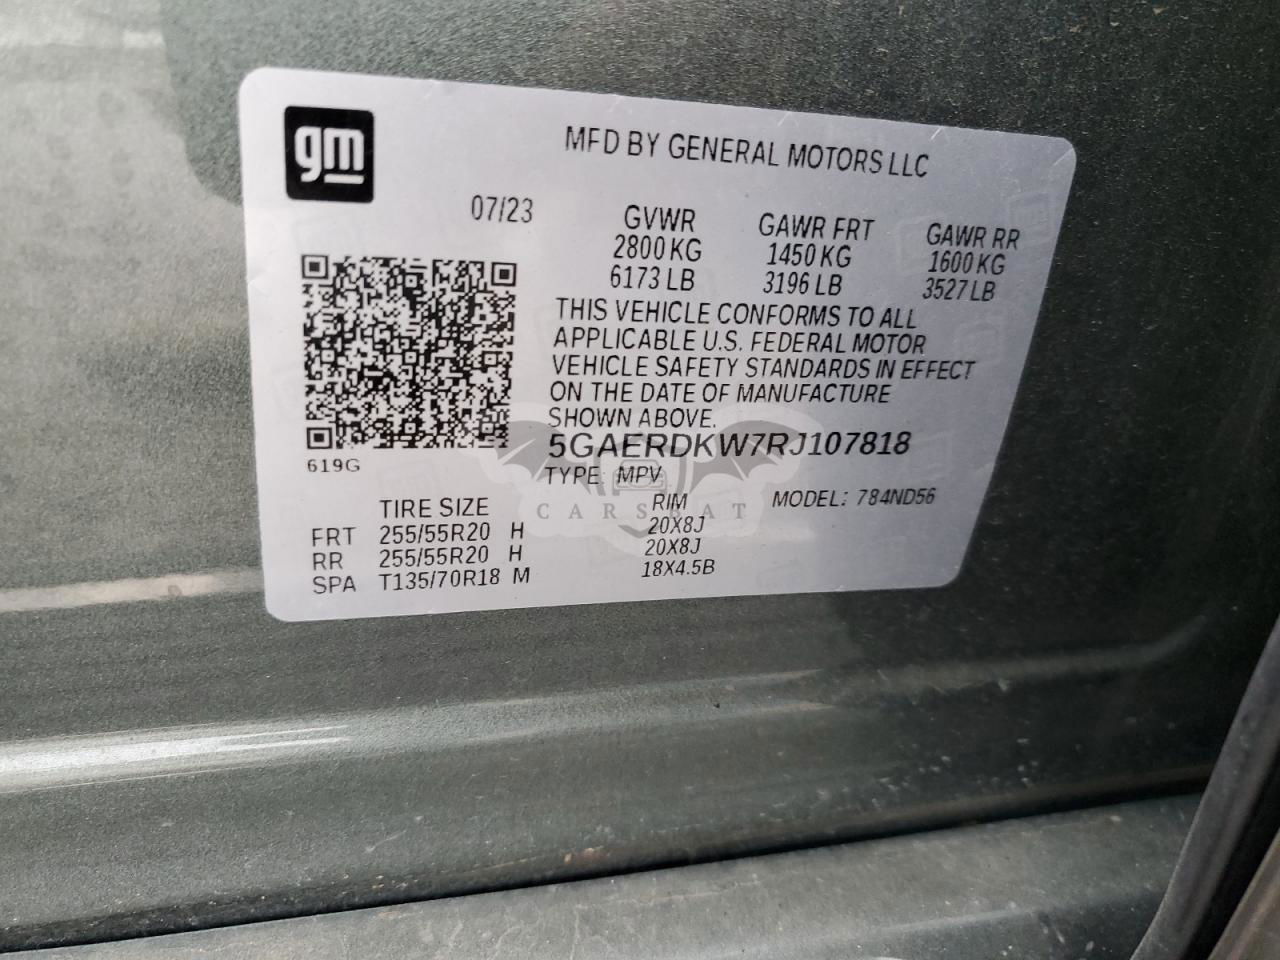 gm
MFD BY GENERAL MOTORS LLC
07/23
GVWR GAWR FRT GAWR RR
2800 KG 1450 KG 1600 KG
6173 LB 3196 LB 3527 LB
THIS VEHICLE CONFORMS TO ALL
APPLICABLE U.S. FEDERAL MOTOR
VEHICLE SAFETY STANDARDS IN EFFECT
ON THE DATE OF MANUFACTURE
SHOWN ABOVE.
5GAERDKW7RJ107818
619G
TYPE: MPV
MODEL: 784ND56
TIRE SIZE RIM
FRT 255/55R20 H 20X8J
RR 255/55R20 H 20X8J
SPA T135/70R18 M 18X4.5B
CARSBAT